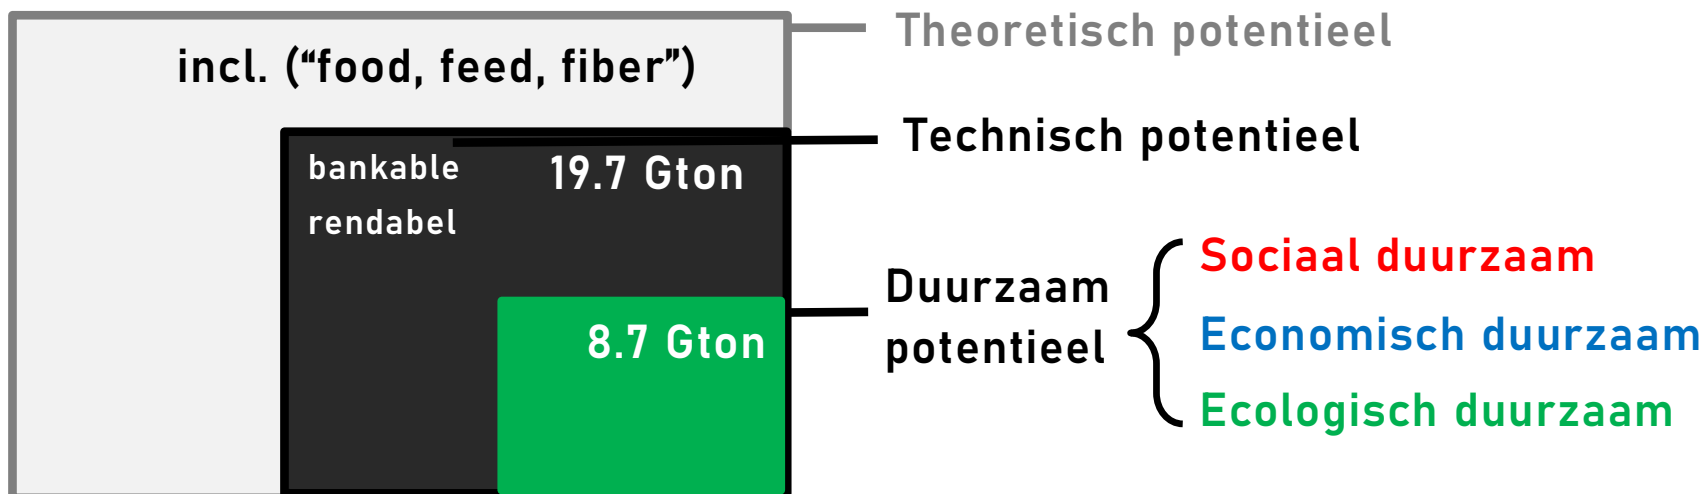 Theoretisch potentieel
incl. (“food, feed, fiber”)
Technisch potentieel
bankable
19.7 Gton
rendabel
Sociaal duurzaam
Duurzaam
potentieel
Economisch duurzaam
8.7 Gton
Ecologisch duurzaam